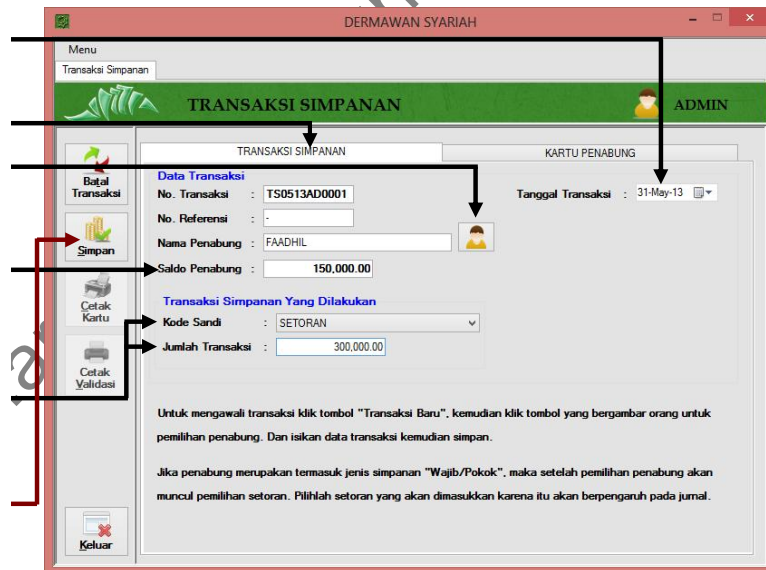 DERMAWAN SYARIAH
Menu
Transaksi Simpanan
TRANSAKSI SIMPANAN
ADMIN
Batal Transaksi
Simpan
Cetak Kartu
Cetak Validasi
Keluar
TRANSAKSI SIMPANAN
KARTU PENABUNG
Data Transaksi
No. Transaksi : TS0513AD0001
Tanggal Transaksi : 31-May-13
No. Referensi : -
Nama Penabung : FAADHIL
Saldo Penabung : 150,000.00
Transaksi Simpanan Yang Dilakukan
Kode Sandi : SETORAN
Jumlah Transaksi : 300,000.00
Untuk mengawali transaksi klik tombol "Transaksi Baru", kemudian klik tombol yang bergambar orang untuk
pemilihan penabung. Dan isikan data transaksi kemudian simpan.
Jika penabung merupakan termasuk jenis simpanan "Wajib/Pokok", maka setelah pemilihan penabung akan
muncul pemilihan setoran. Pilihlah setoran yang akan dimasukkan karena itu akan berpengaruh pada jurnal.